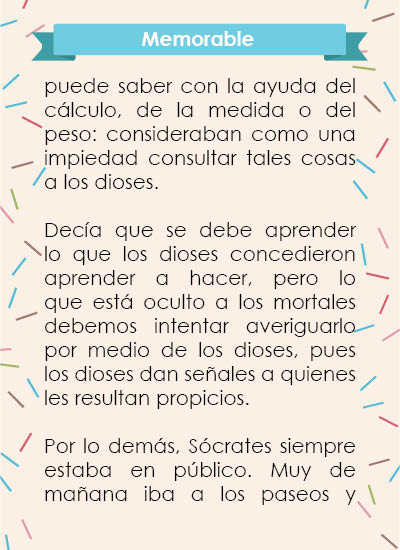 Memorable
puede saber con la ayuda del
cálculo, de la medida o del
peso: consideraban como una
impiedad consultar tales cosas
a los dioses.
Decía que se debe aprender
lo que los dioses concedieron
aprender a hacer, pero lo
que está oculto a los mortales
debemos intentar averiguarlo
por medio de los dioses, pues
los dioses dan señales a quienes
les resultan propicios.
Por lo demás, Sócrates siempre
estaba en público. Muy de
mañana iba a los paseos y